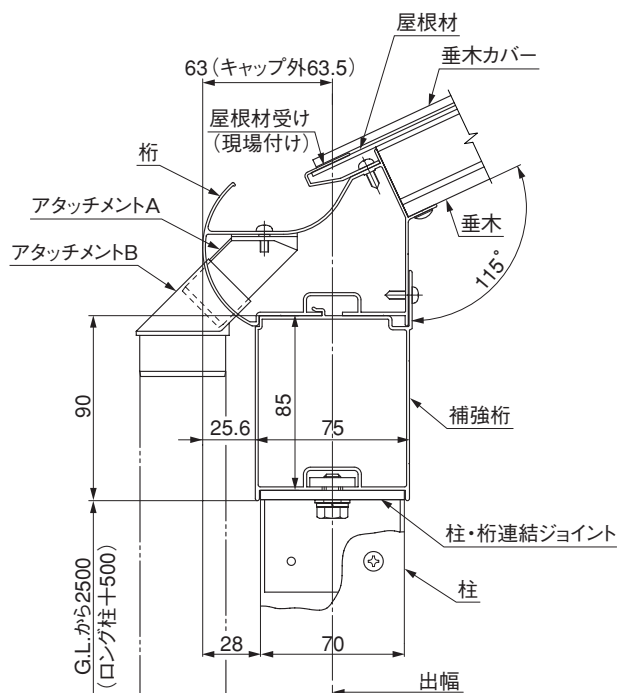 屋根材
63（キャップ外63.5）
垂木カバー
屋根材受け
（現場付け）
桁
アタッチメントA
アタッチメントB
垂木
115°
90
85
25.6
75
補強桁
柱・桁連結ジョイント
G.L.から2500
（ロング柱＋500）
柱
28
70
出幅